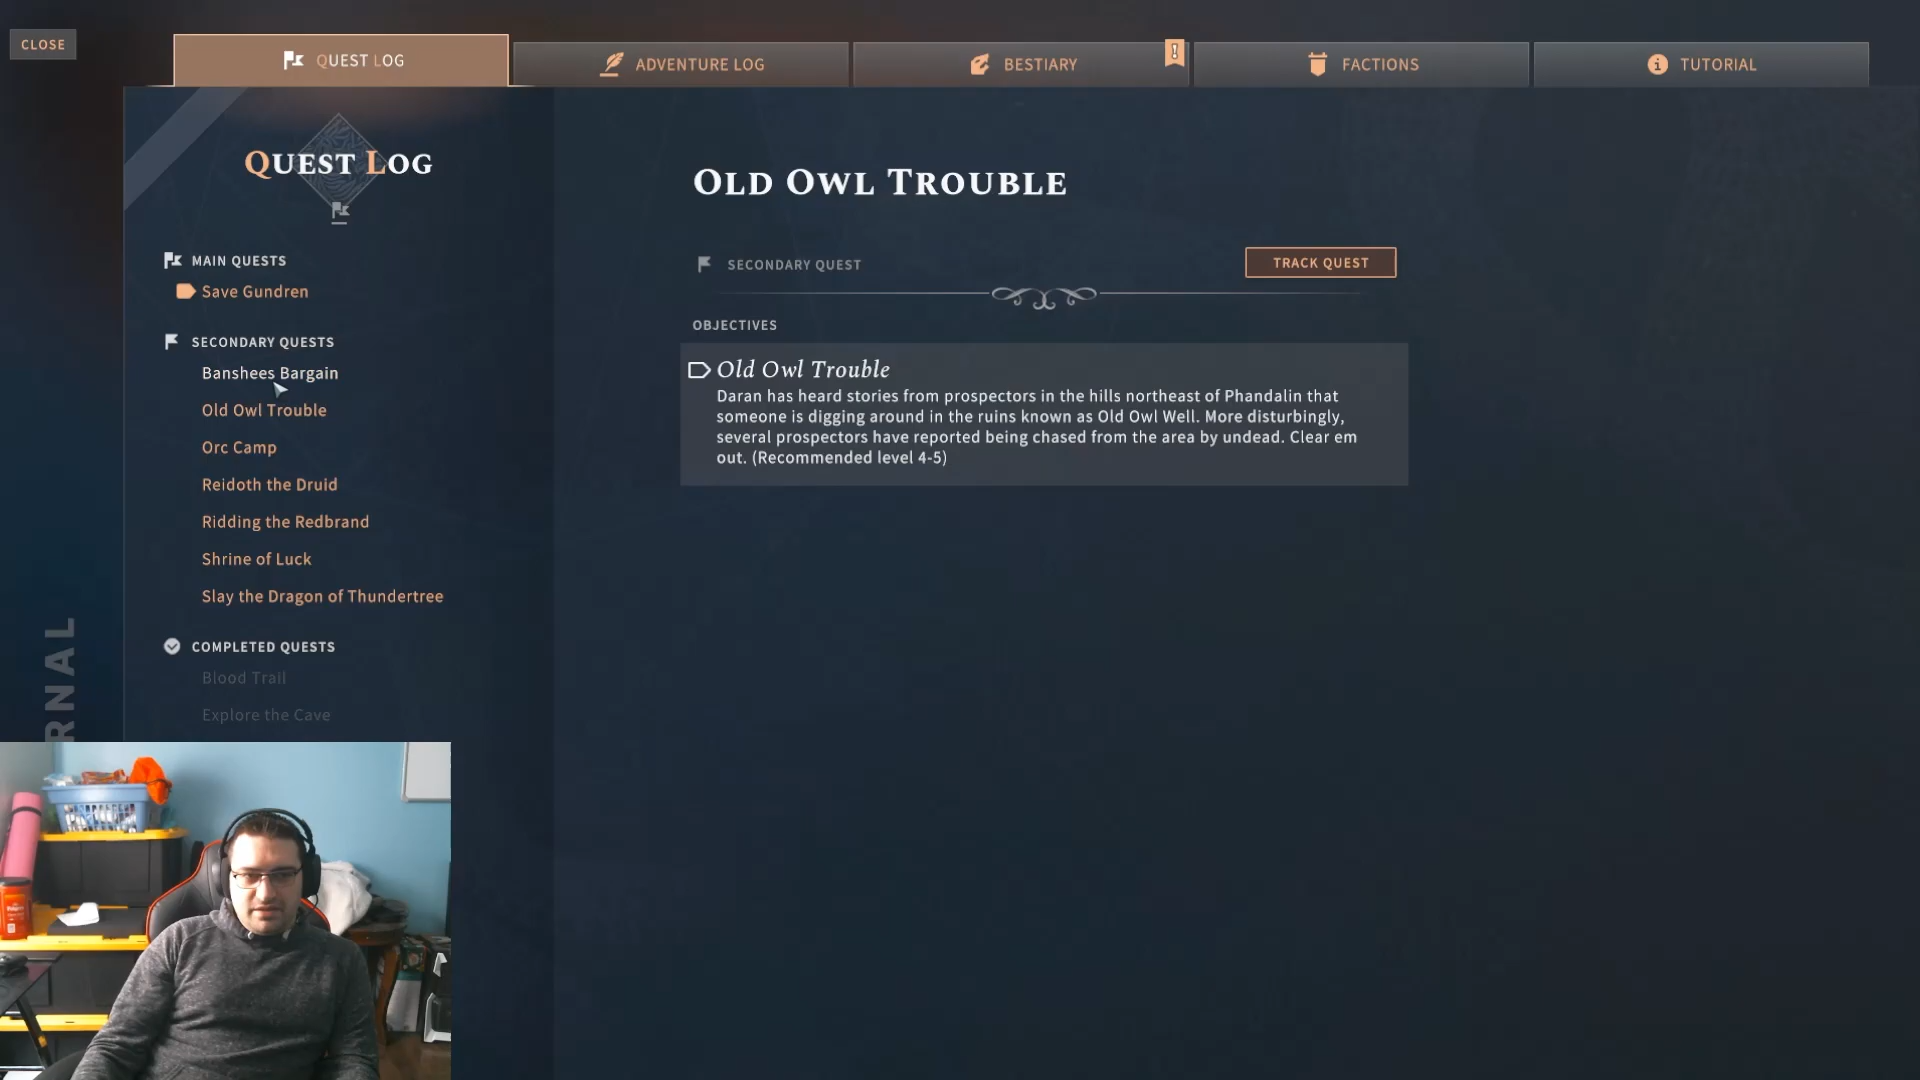 CLOSE
QUEST LOG
ADVENTURE LOG
BESTIARY
FACTIONS
TUTORIAL
QUEST LOG
MAIN QUESTS
Save Gundren
SECONDARY QUESTS
Banshees Bargain
Old Owl Trouble
Orc Camp
Reidoth the Druid
Ridding the Redbrand
Shrine of Luck
Slay the Dragon of Thundertree
COMPLETED QUESTS
Blood Trail
Explore the Cave
RNAL
OLD OWL TROUBLE
SECONDARY QUEST
TRACK QUEST
OBJECTIVES
Old Owl Trouble
Daran has heard stories from prospectors in the hills northeast of Phandalin that
someone is digging around in the ruins known as Old Owl Well. More disturbingly,
several prospectors have reported being chased from the area by undead. Clear em
out. (Recommended level 4-5)